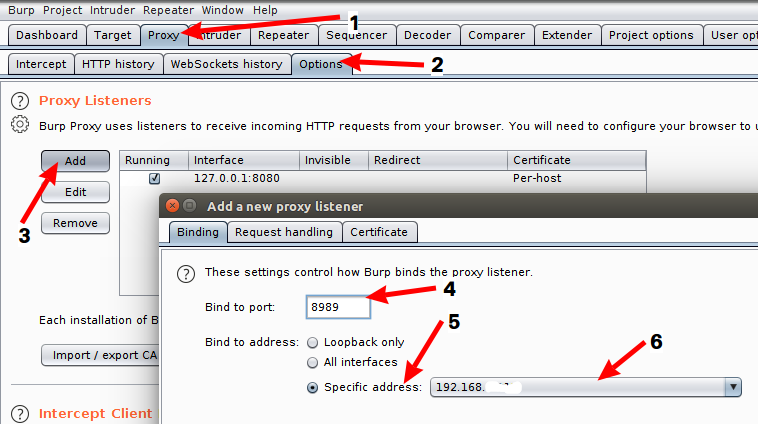 Burp Project Intruder Repeater Window Help
1
Dashboard Target Proxy Intruder Repeater Sequencer Decoder Comparer Extender Project options User opt
Intercept HTTP history WebSockets history Options
2
? Proxy Listeners
Burp Proxy uses listeners to receive incoming HTTP requests from your browser. You will need to configure your browser to u
Add Running Interface Invisible Redirect Certificate
127.0.0.1:8080 Per-host
Edit
3
Remove
Add a new proxy listener
Binding Request handling Certificate
? These settings control how Burp binds the proxy listener.
4
Bind to port: 8989
5
Each installation of B
Bind to address: Loopback only
6
Import / export CA
All interfaces
Specific address: 192.168.
? Intercept Client